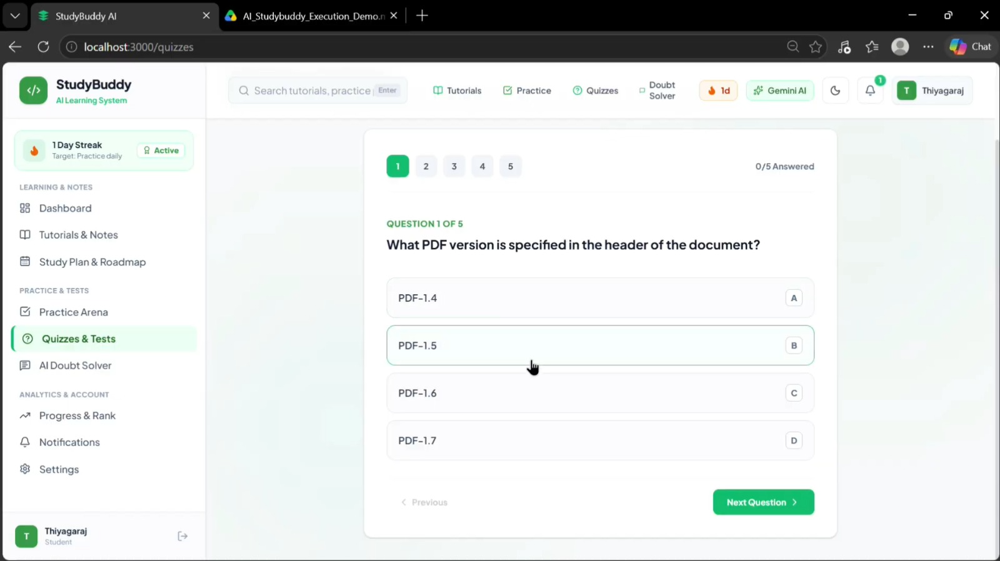 StudyBuddy AI
AI_Studybuddy_Execution_Demo.n
localhost:3000/quizzes
Chat
StudyBuddy
AI Learning System
Search tutorials, practice
Enter
Tutorials
Practice
Quizzes
Doubt
Solver
1d
Gemini AI
1
T
Thiyagaraj
1 Day Streak
Target: Practice daily
Active
LEARNING & NOTES
Dashboard
Tutorials & Notes
Study Plan & Roadmap
PRACTICE & TESTS
Practice Arena
Quizzes & Tests
AI Doubt Solver
ANALYTICS & ACCOUNT
Progress & Rank
Notifications
Settings
T
Thiyagaraj
Student
1 2 3 4 5
0/5 Answered
QUESTION 1 OF 5
What PDF version is specified in the header of the document?
PDF-1.4 A
PDF-1.5 B
PDF-1.6 C
PDF-1.7 D
Previous
Next Question